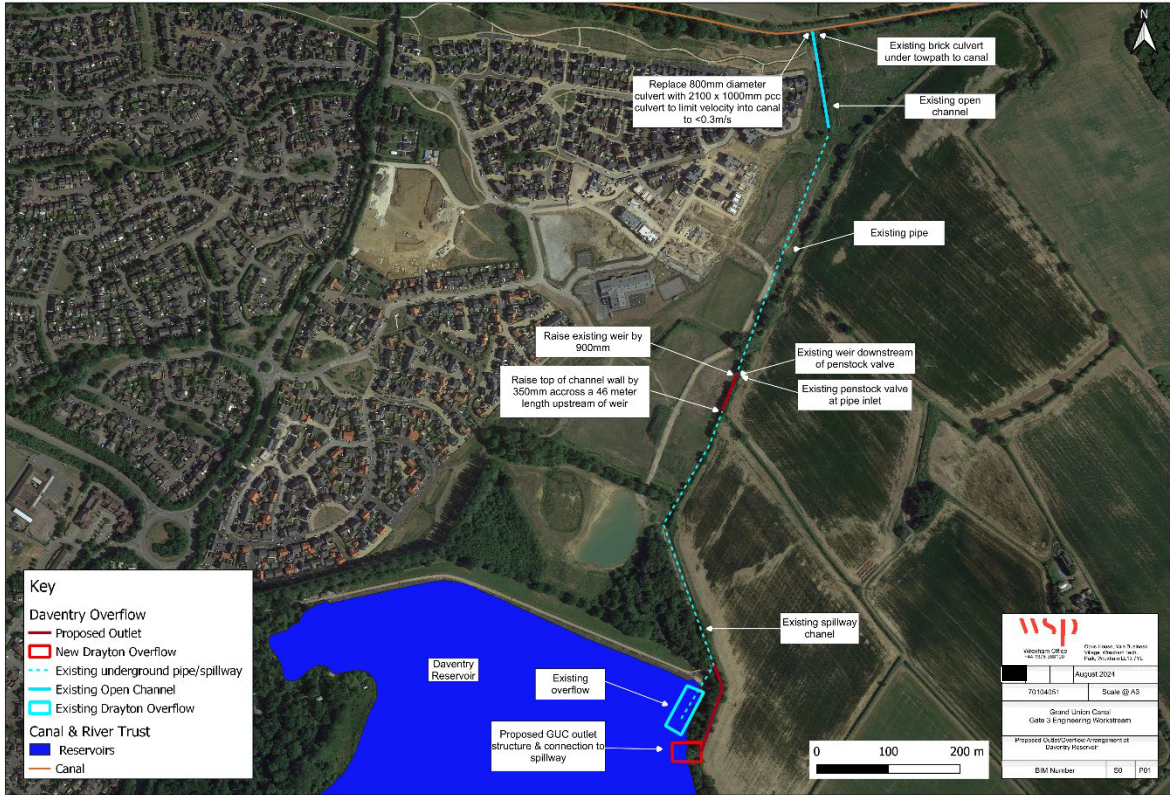 N
Existing brick culvert
under towpath to canal
Replace 800mm diameter
culvert with 2100 x 1000mm pcc
culvert to limit velocity into canal
to <0.3m/s
Existing open
channel
Existing pipe
Raise existing weir by
900mm
Existing weir downstream
of penstock valve
Raise top of channel wall by
350mm accross a 46 meter
length upstream of weir
Existing penstock valve
at pipe inlet
Existing spillway
chanel
Daventry
Reservoir
Existing
overflow
Proposed GUC outlet
structure & connection to
spillway
0 100 200 m
Key
Daventry Overflow
Proposed Outlet
New Drayton Overflow
Existing underground pipe/spillway
Existing Open Channel
Existing Drayton Overflow
Canal & River Trust
Reservoirs
Canal
wsp
Wrexham Office
August 2024
70104051 Scale @ A3
Grand Union Canal
Gate 3 Engineering Workstream
Proposed Outlet/Overflow Arrangement at
Daventry Reservoir
BIM Number S0 P01